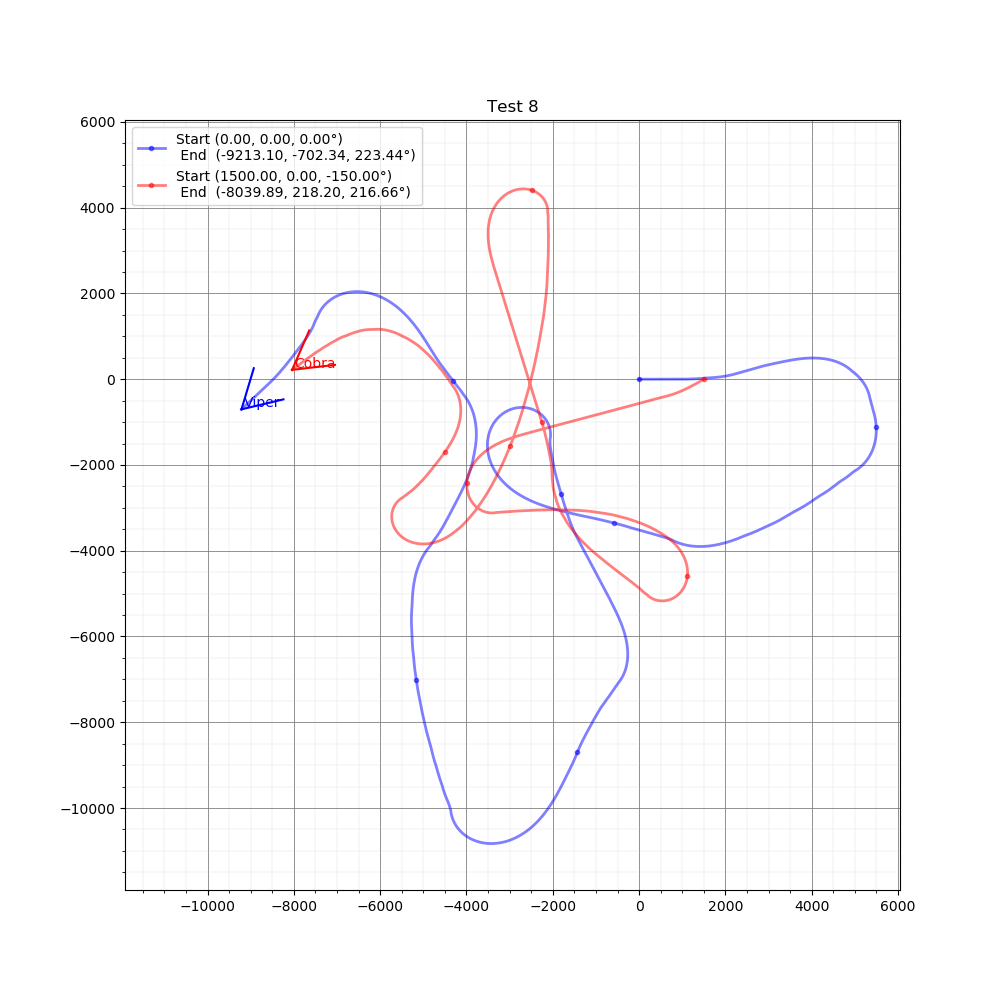 Test 8
Start (0.00, 0.00, 0.00°)
End (-9213.10, -702.34, 223.44°)
Start (1500.00, 0.00, -150.00°)
End (-8039.89, 218.20, 216.66°)
6000
4000
2000
0
−2000
−4000
−6000
−8000
−10000
Cobra
Viper
−10000 −8000 −6000 −4000 −2000 0 2000 4000 6000